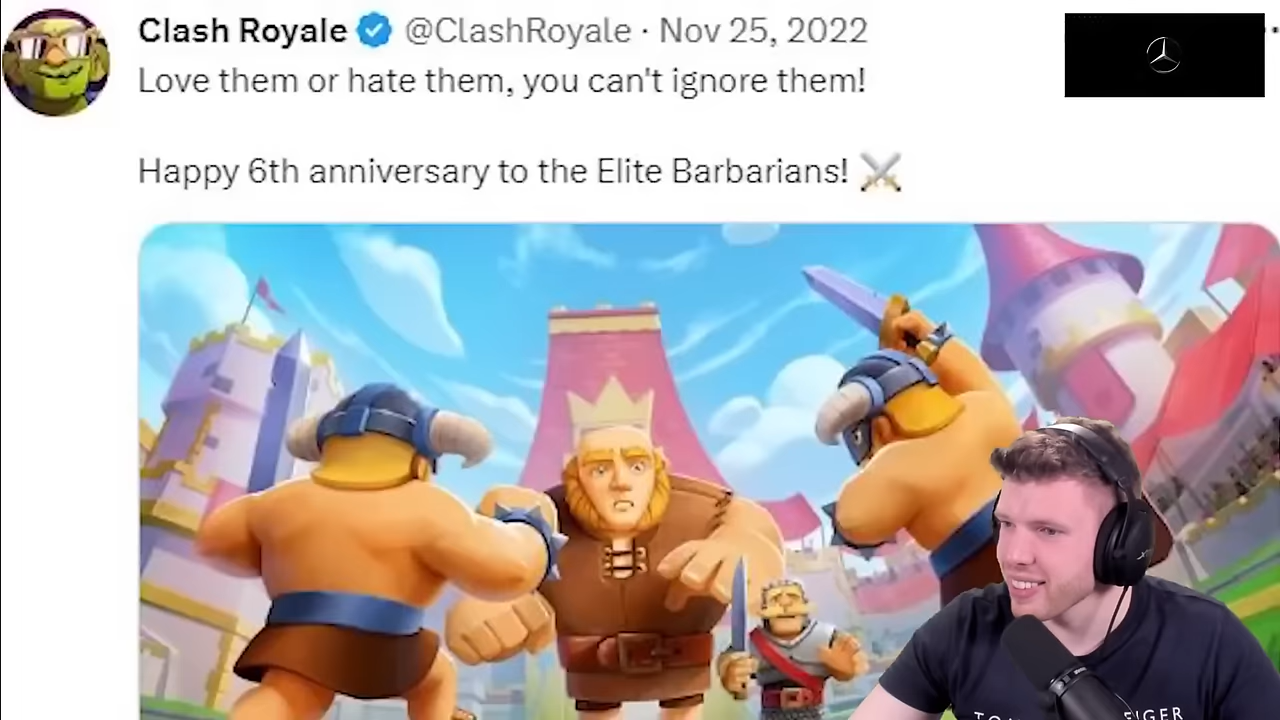 Clash Royale @ClashRoyale · Nov 25, 2022
Love them or hate them, you can't ignore them!
Happy 6th anniversary to the Elite Barbarians! ⚔️